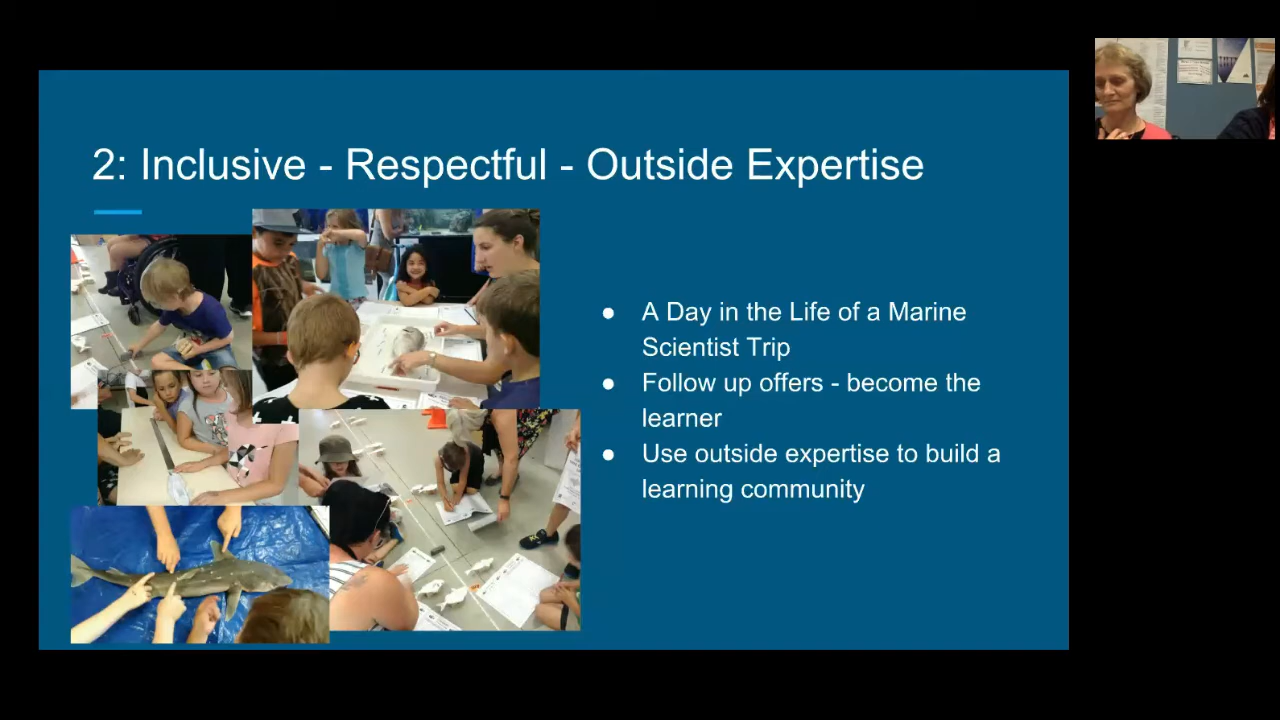 2: Inclusive - Respectful - Outside Expertise
● A Day in the Life of a Marine
Scientist Trip
● Follow up offers - become the
learner
● Use outside expertise to build a
learning community